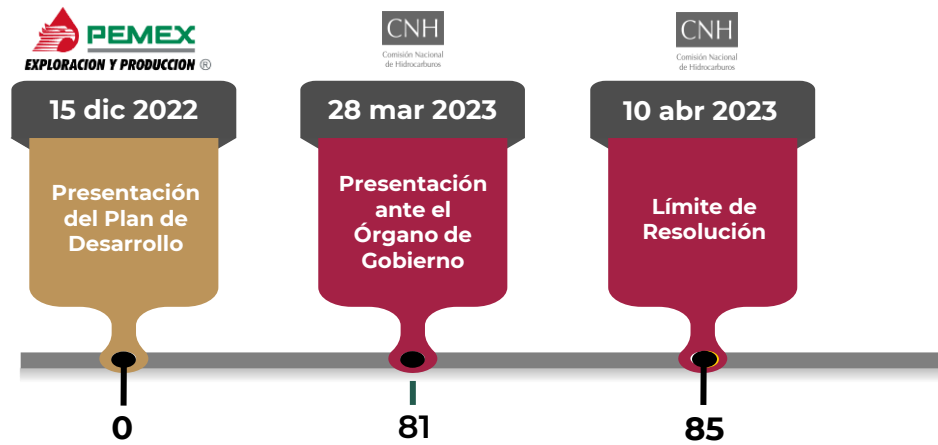 PEMEX
EXPLORACION Y PRODUCCION ®
CNH
Comisión Nacional
de Hidrocarburos
CNH
Comisión Nacional
de Hidrocarburos
15 dic 2022
28 mar 2023
10 abr 2023
Presentación
del Plan de
Desarrollo
Presentación
ante el
Órgano de
Gobierno
Límite de
Resolución
0
81
85